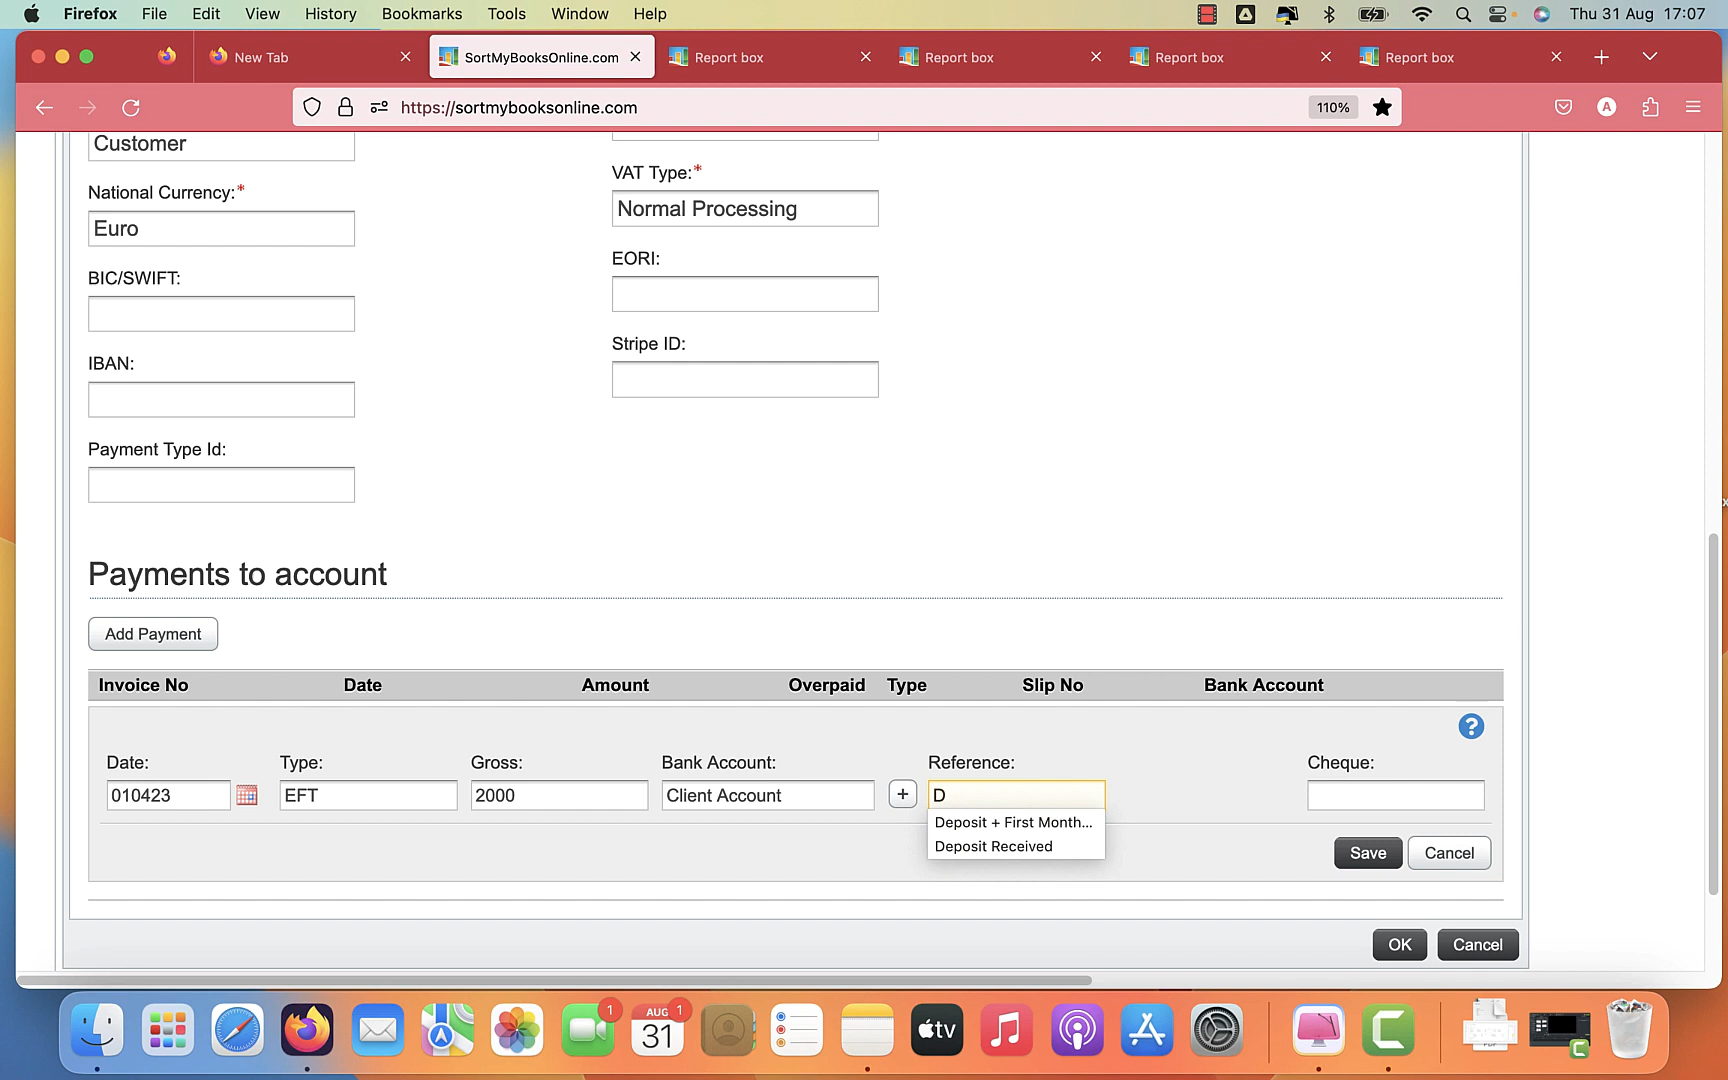 Firefox File Edit View History Bookmarks Tools Window Help Thu 31 Aug 17:07
New Tab SortMyBooksOnline.com Report box Report box Report box Report box
https://sortmybooksonline.com 110% A
Customer
VAT Type:*
National Currency:*
Normal Processing
Euro
EORI:
BIC/SWIFT:
Stripe ID:
IBAN:
Payment Type Id:
Payments to account
Add Payment
Invoice No Date Amount Overpaid Type Slip No Bank Account
?
Date: Type: Gross: Bank Account: Reference: Cheque:
010423 EFT 2000 Client Account + D
Deposit + First Month...
Deposit Received
Save Cancel
OK Cancel
1 AUG 1
31 tv
PDF